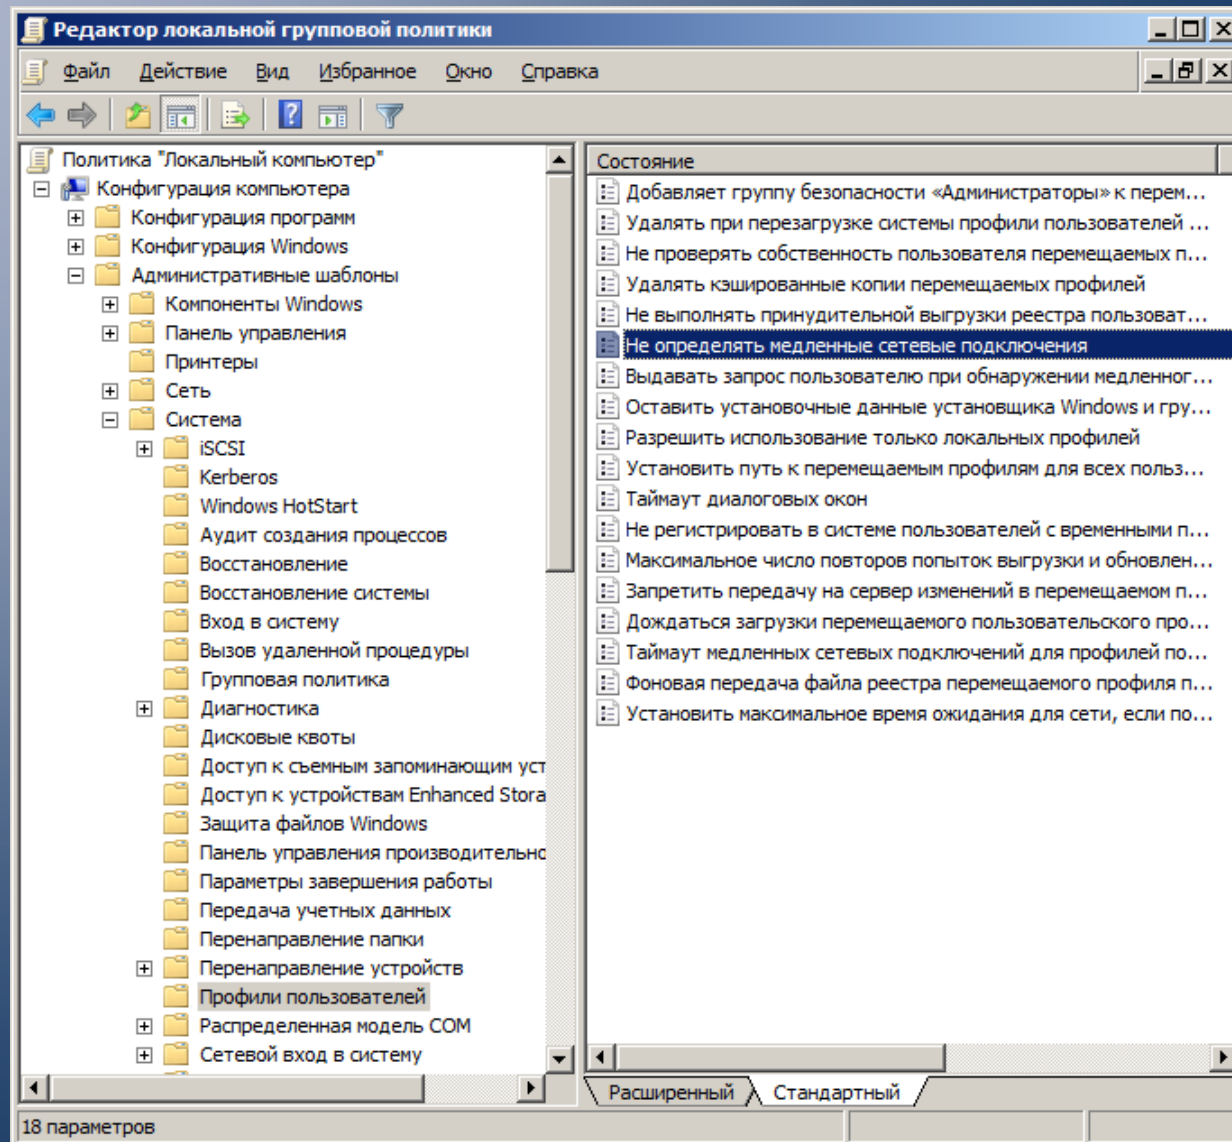 Редактор локальной групповой политики
Файл Действие Вид Избранное Окно Справка
Политика "Локальный компьютер"
Конфигурация компьютера
Конфигурация программ
Конфигурация Windows
Административные шаблоны
Компоненты Windows
Панель управления
Принтеры
Сеть
Система
iSCSI
Kerberos
Windows HotStart
Аудит создания процессов
Восстановление
Восстановление системы
Вход в систему
Вызов удаленной процедуры
Групповая политика
Диагностика
Дисковые квоты
Доступ к съемным запоминающим уст
Доступ к устройствам Enhanced Stora
Защита файлов Windows
Панель управления производительно
Параметры завершения работы
Передача учетных данных
Перенаправление папки
Перенаправление устройств
Профили пользователей
Распределенная модель COM
Сетевой вход в систему
Состояние
Добавляет группу безопасности «Администраторы» к перем...
Удалять при перезагрузке системы профили пользователей ...
Не проверять собственность пользователя перемещаемых п...
Удалять кэшированные копии перемещаемых профилей
Не выполнять принудительной выгрузки реестра пользоват...
Не определять медленные сетевые подключения
Выдавать запрос пользователю при обнаружении медленног...
Оставить установочные данные установщика Windows и гру...
Разрешить использование только локальных профилей
Установить путь к перемещаемым профилям для всех польз...
Таймаут диалоговых окон
Не регистрировать в системе пользователей с временными п...
Максимальное число повторов попыток выгрузки и обновлен...
Запретить передачу на сервер изменений в перемещаемом п...
Дождаться загрузки перемещаемого пользовательского про...
Таймаут медленных сетевых подключений для профилей по...
Фоновая передача файла реестра перемещаемого профиля п...
Установить максимальное время ожидания для сети, если по...
Расширенный Стандартный
18 параметров